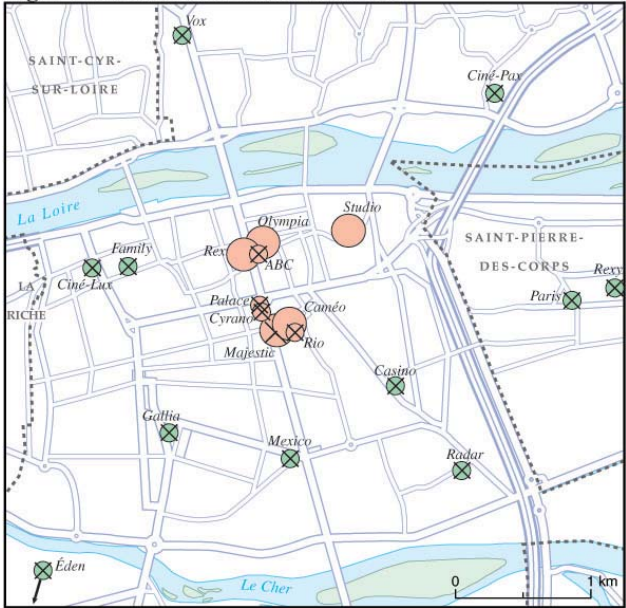 Vox
SAINT-CYR-
SUR-LOIRE
Ciné-Pax
La Loire
Studio
Olympia
Rex
ABC
Family
Ciné-Lux
SAINT-PIERRE-
DES-CORPS
Rexy
Paris
LA
RICHE
Palace
Caméo
Cyrano
Majestic
Rio
Casino
Gallia
Mexico
Radar
Éden
Le Cher
0 1 km